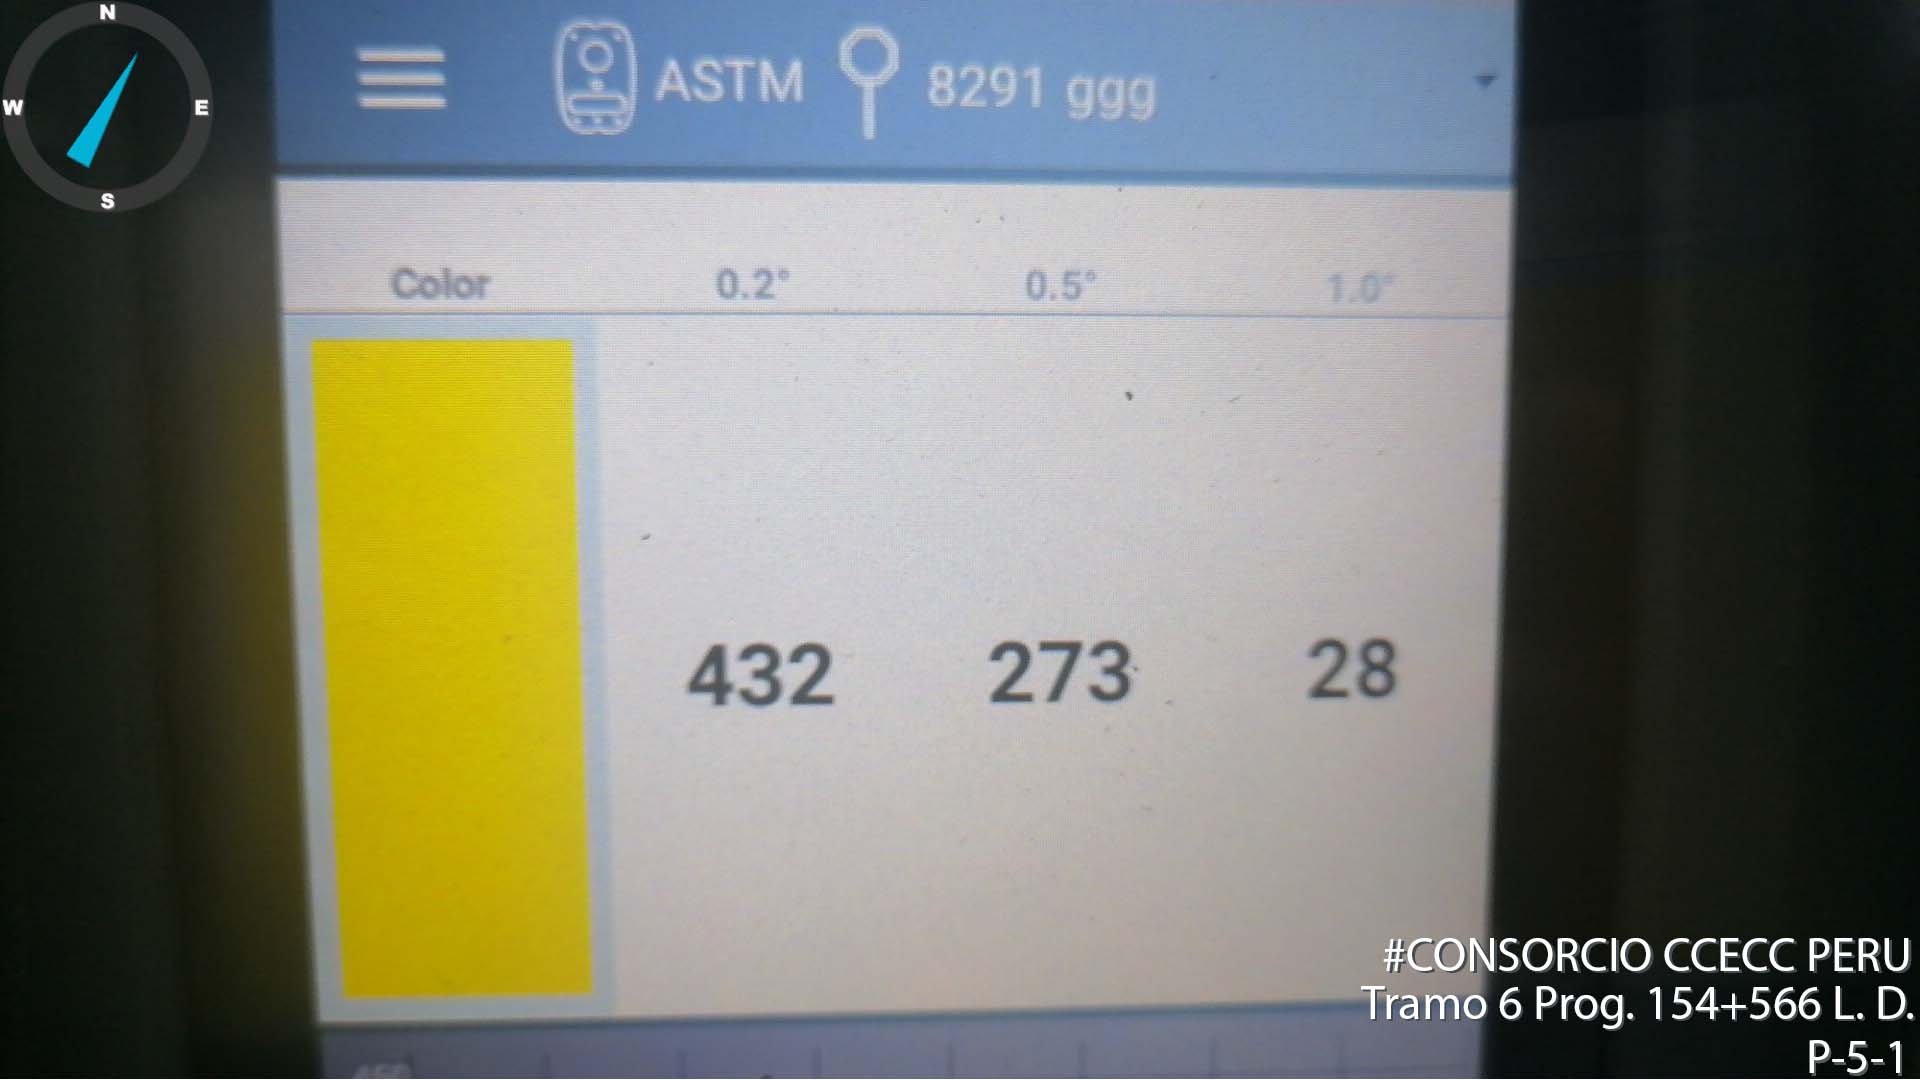 N
W E
S
ASTM 8291 ggg
Color 0.2° 0.5° 1.0°
432 273 28
#CONSORCIO CCECC PERU
Tramo 6 Prog. 154+566 L. D.
P-5-1